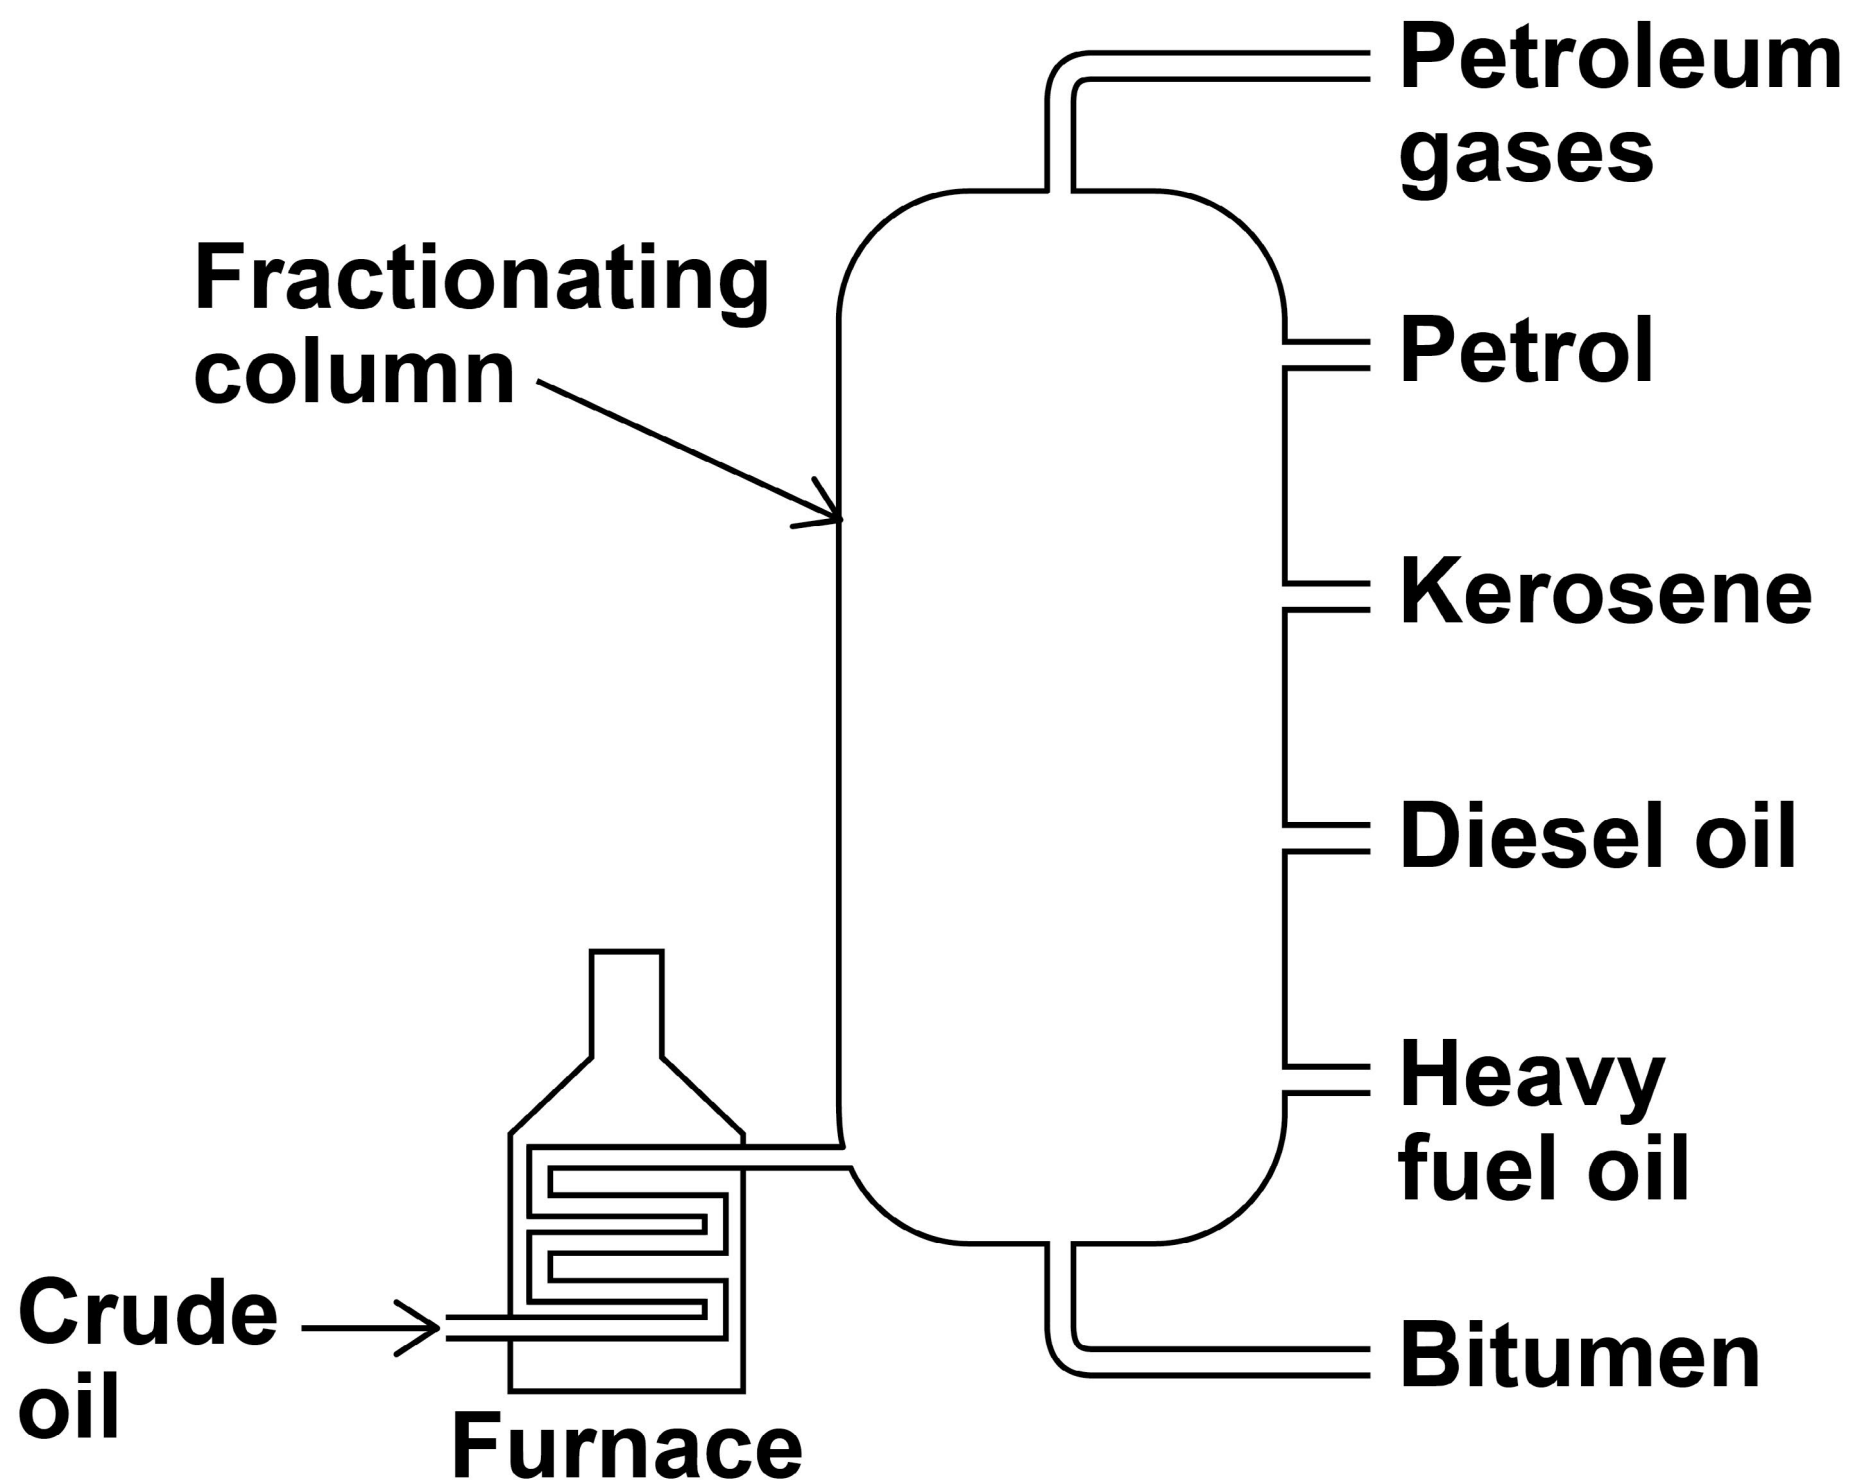 Petroleum
gases
Fractionating
column
Petrol
Kerosene
Diesel oil
Heavy
fuel oil
Crude
oil
Bitumen
Furnace